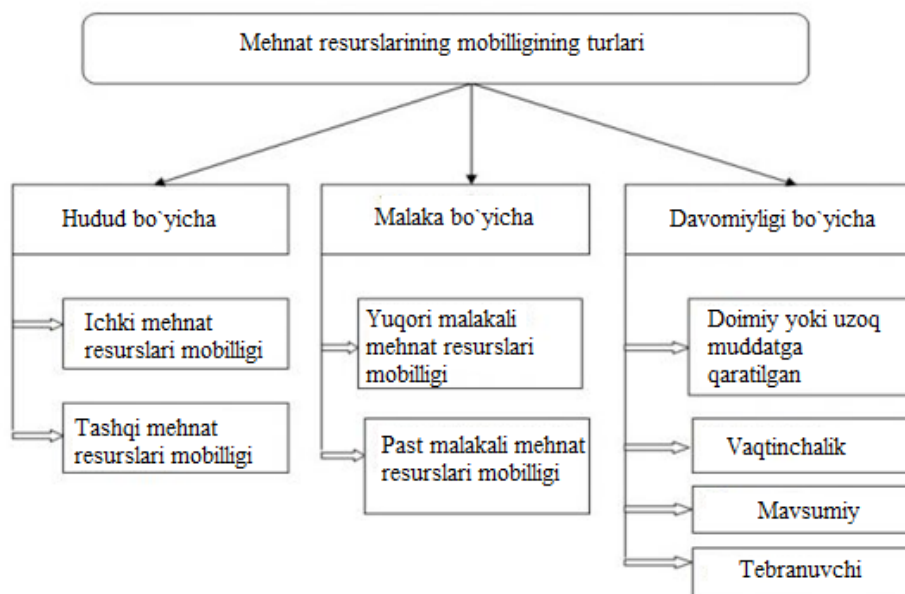 Mehnat resurslarining mobilligining turlari
Hudud bo`yicha
Ichki mehnat
resurslari mobilligi
Tashqi mehnat
resurslari mobilligi
Malaka bo`yicha
Yuqori malakali
mehnat resurslari
mobilligi
Past malakali mehnat
resurslari mobilligi
Davomiyligi bo`yicha
Doimiy yoki uzoq
muddatga
qaratilgan
Vaqtinchalik
Mavsumiy
Tebranuvchi